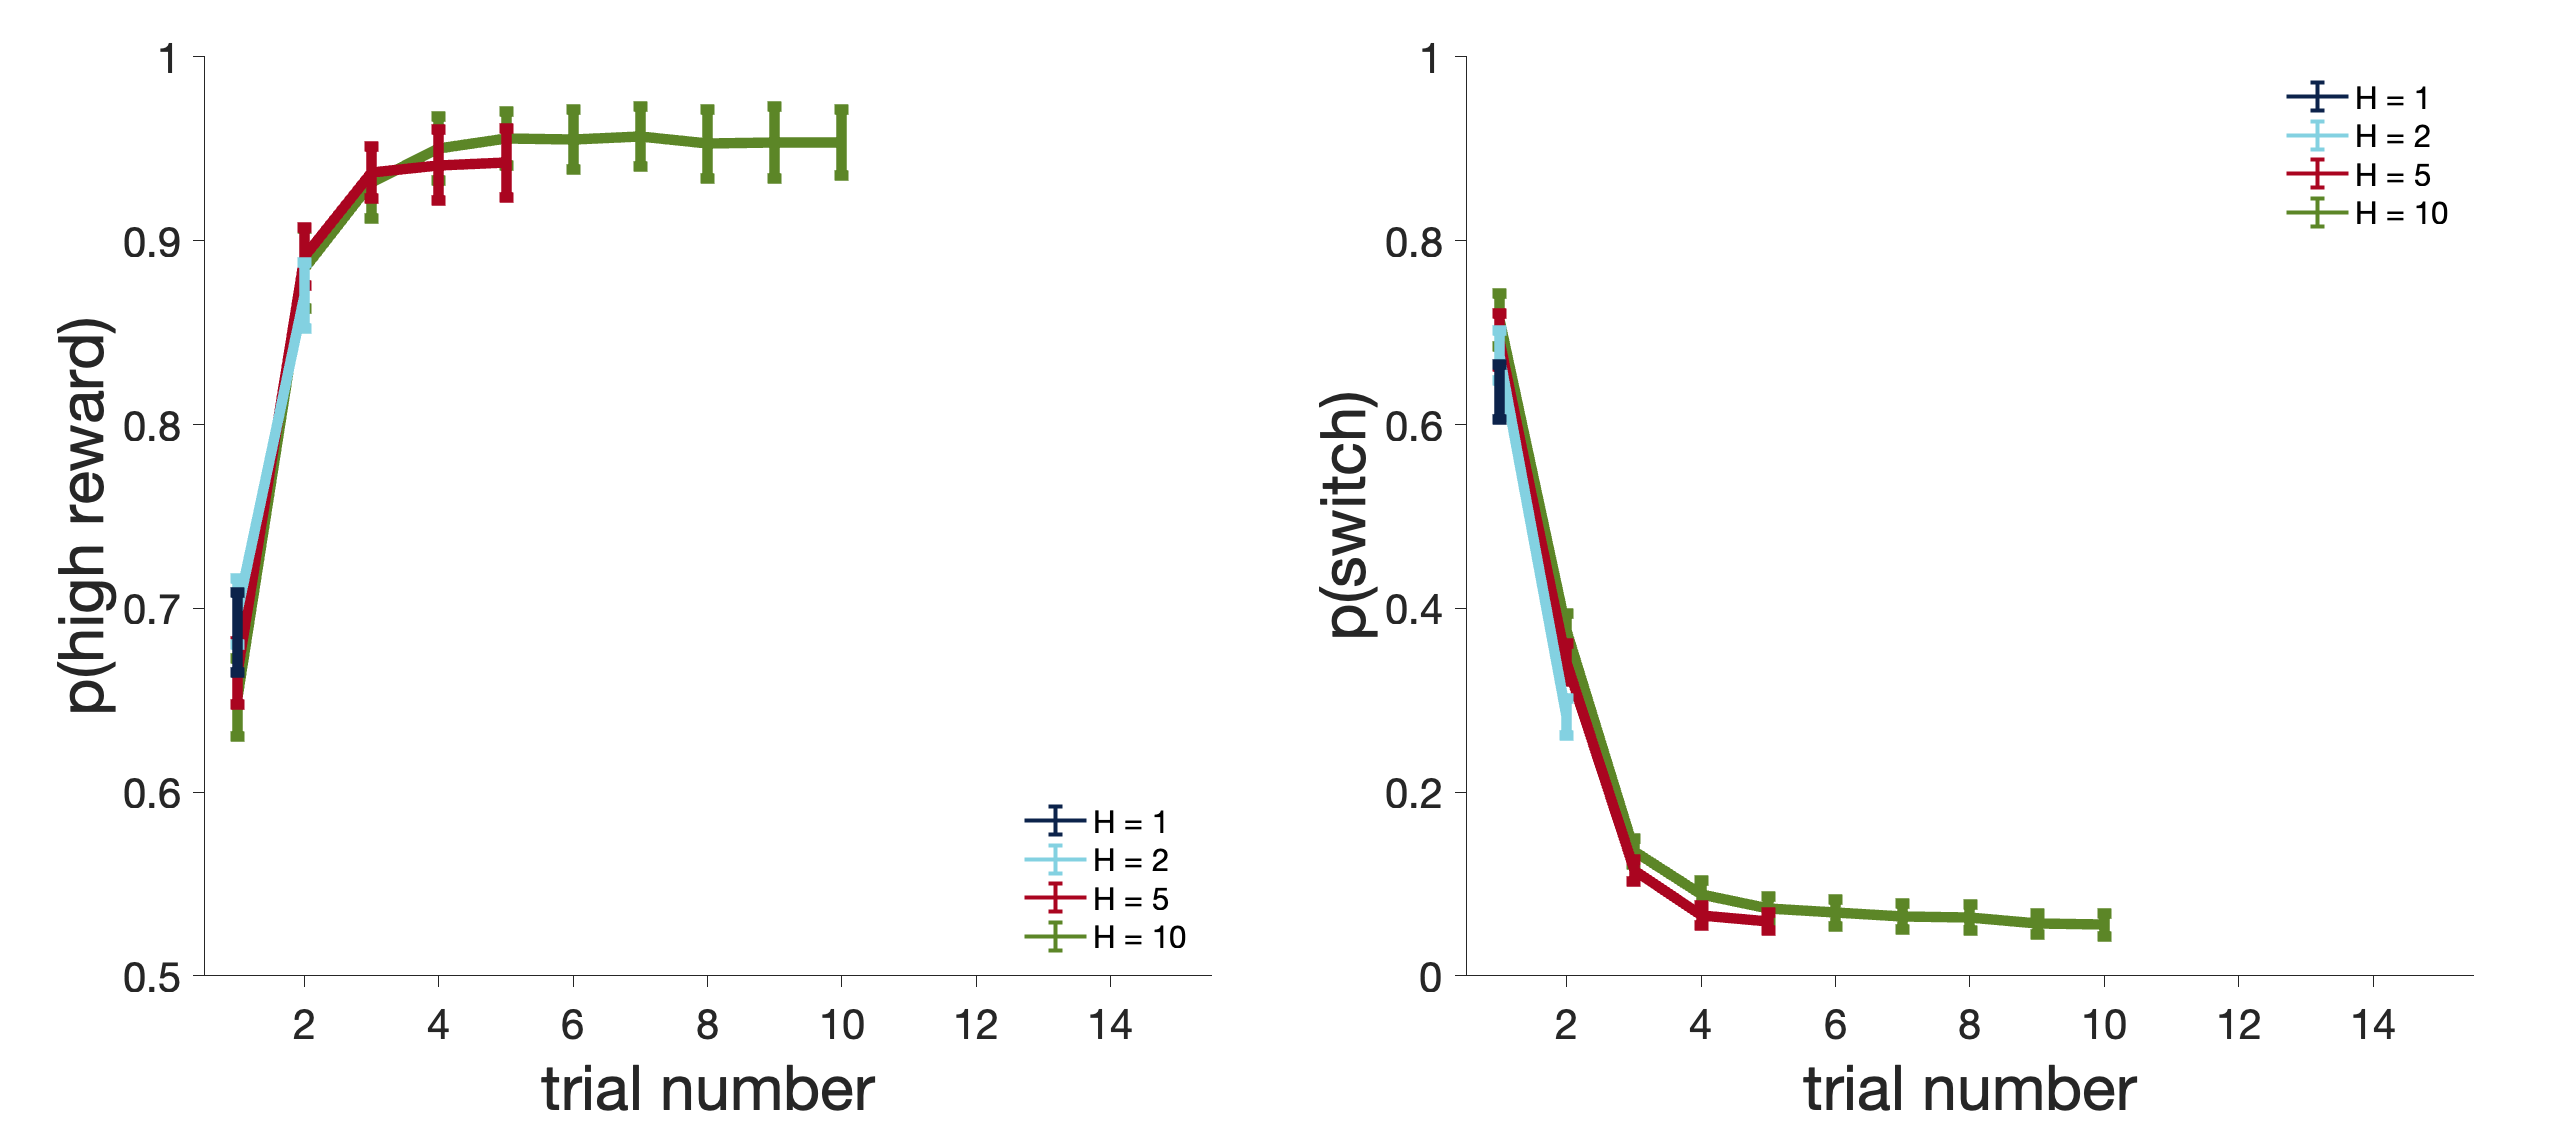 p(high reward)
1
0.9
0.8
0.7
0.6
0.5
2 4 6 8 10 12 14
trial number
H = 1
H = 2
H = 5
H = 10
p(switch)
1
0.8
0.6
0.4
0.2
0
2 4 6 8 10 12 14
trial number
H = 1
H = 2
H = 5
H = 10